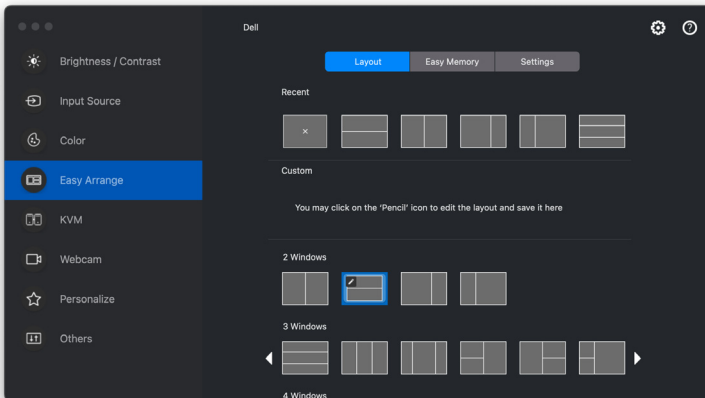 Dell
Brightness / Contrast
Input Source
Color
Easy Arrange
KVM
Webcam
Personalize
Others
Layout
Easy Memory
Settings
Recent
Custom
You may click on the 'Pencil' icon to edit the layout and save it here
2 Windows
3 Windows
4 Windows